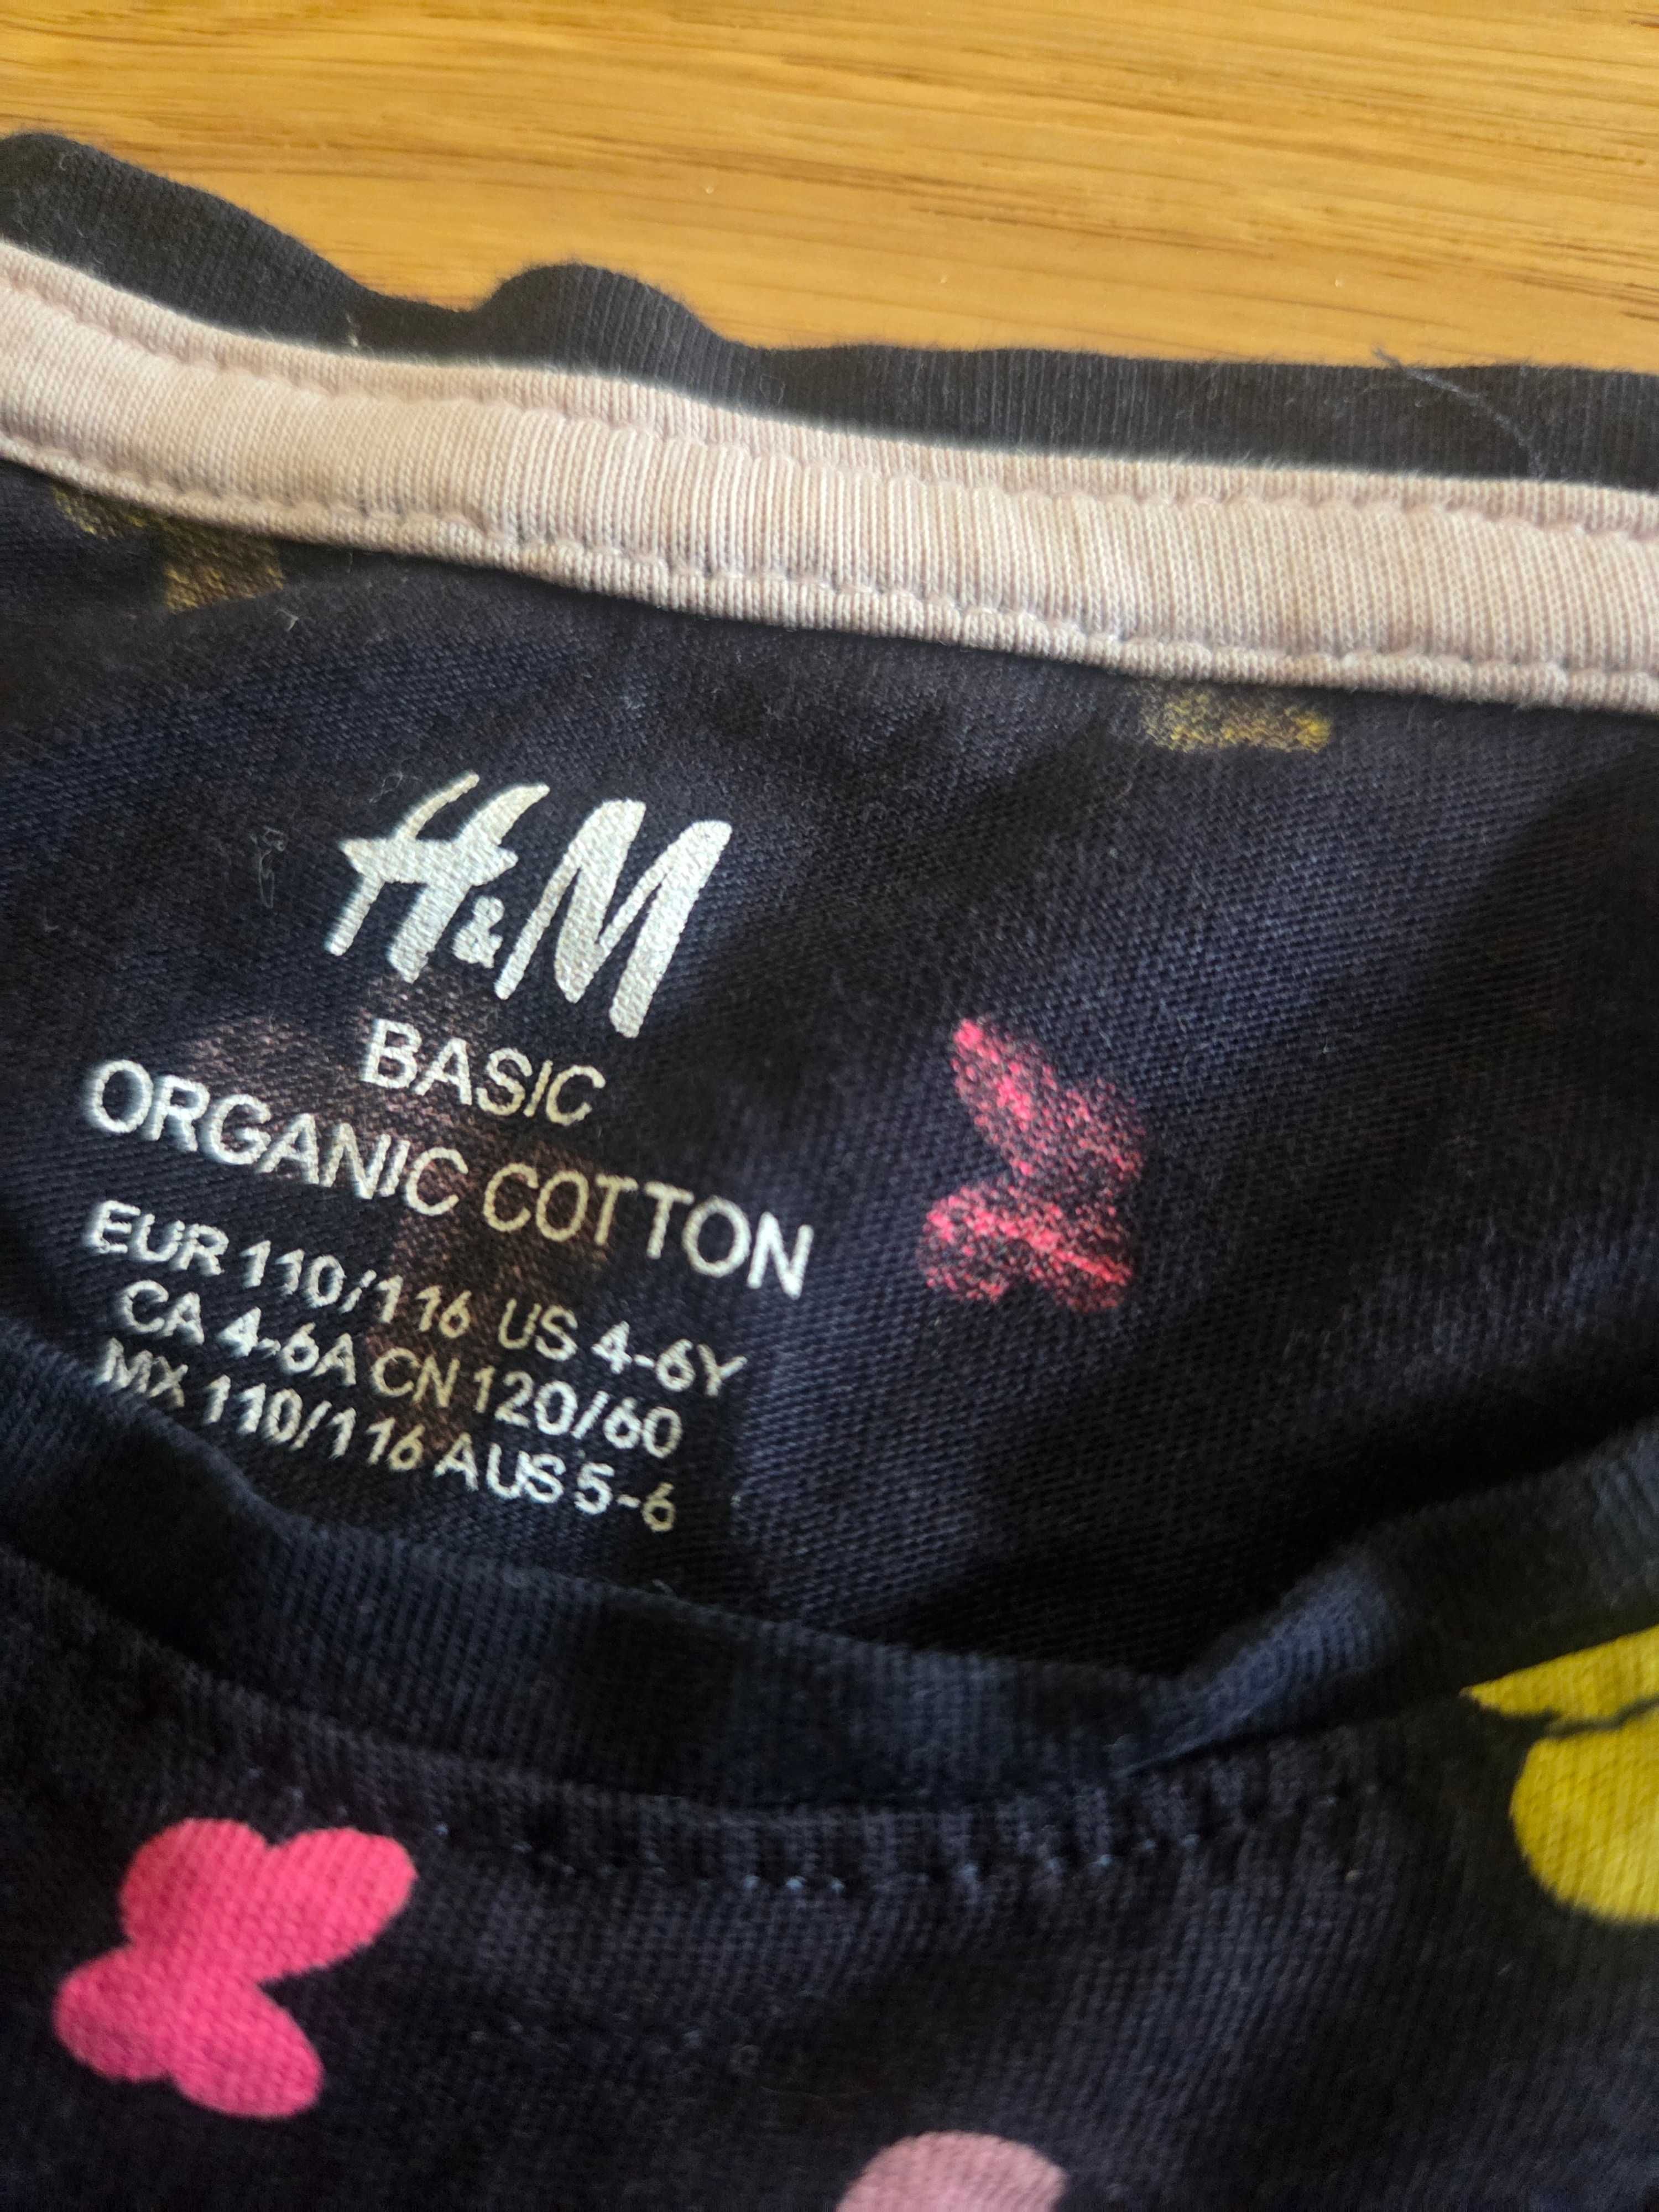 H&M
BASIC
ORGANIC COTTON
EUR 110/116 US 4-6Y
CA 4-6A CN 120/60
MX 110/116 AUS 5-6